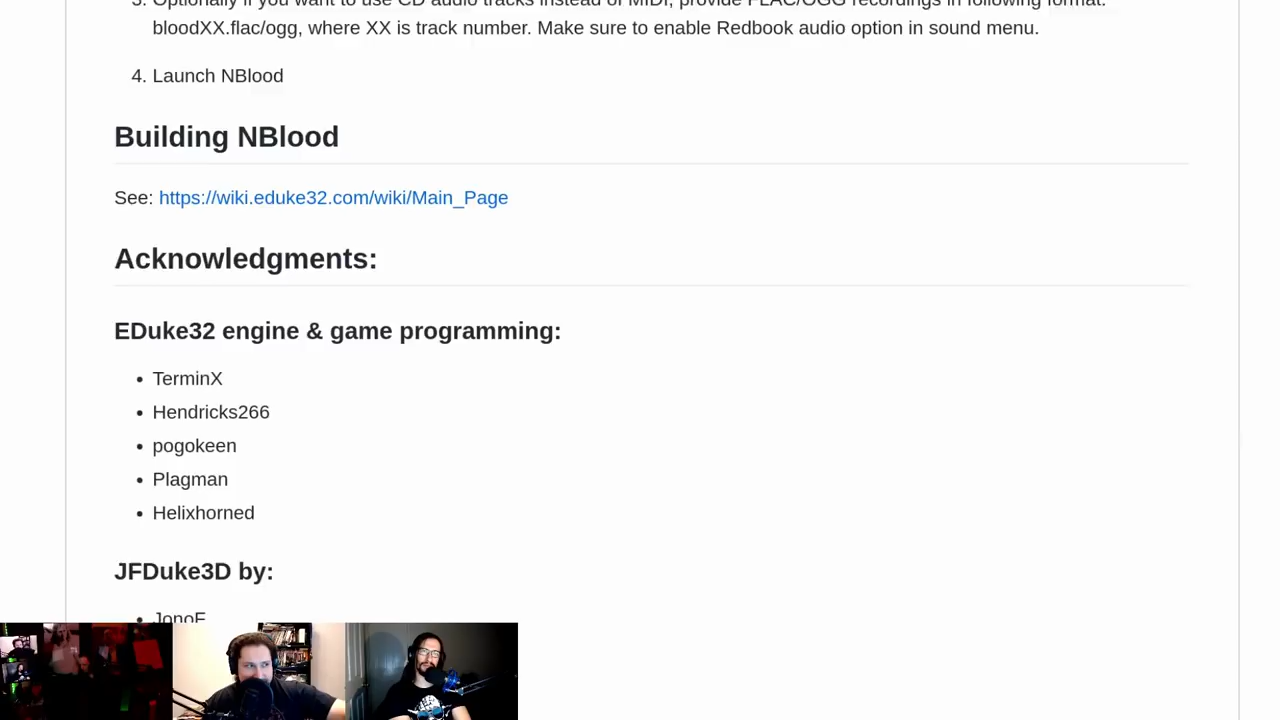 3. Optionally if you want to use CD audio tracks instead of MIDI, provide FLAC/OGG recordings in following format:
bloodXX.flac/ogg, where XX is track number. Make sure to enable Redbook audio option in sound menu.
4. Launch NBlood
Building NBlood
See: https://wiki.eduke32.com/wiki/Main_Page
Acknowledgments:
EDuke32 engine & game programming:
• TerminX
• Hendricks266
• pogokeen
• Plagman
• Helixhorned
JFDuke3D by:
• JonoF